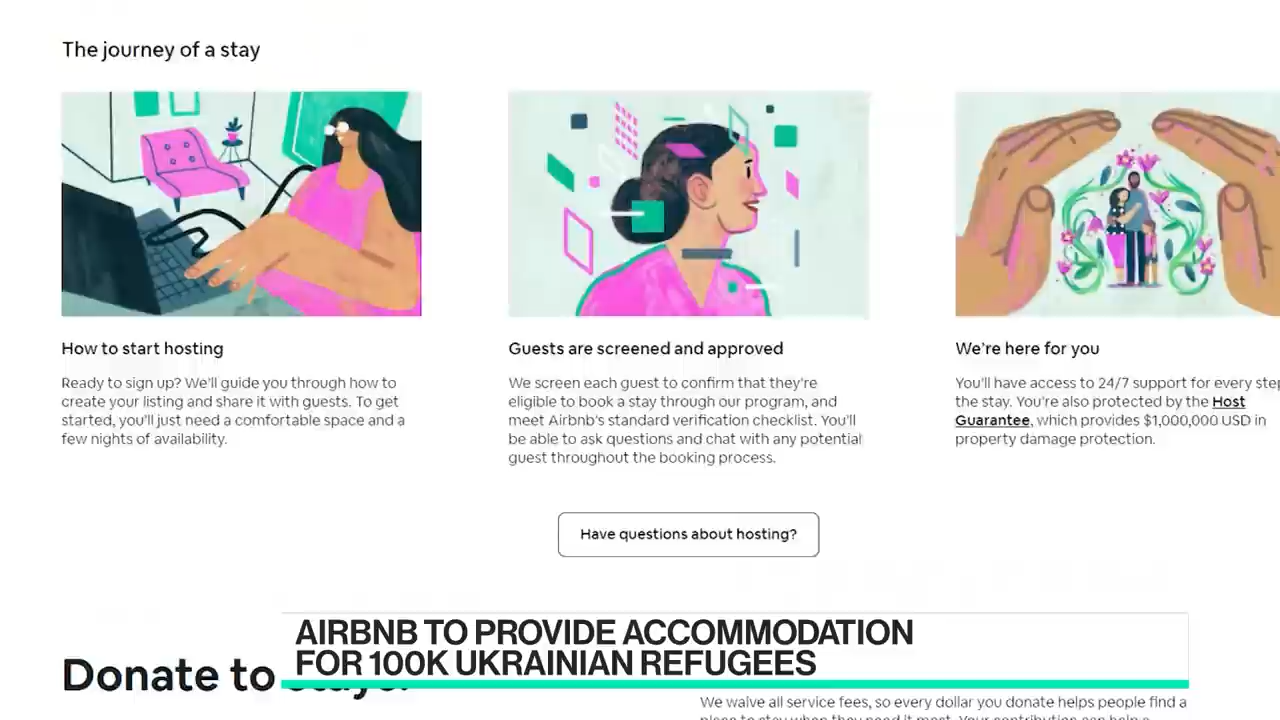 The journey of a stay
How to start hosting
Ready to sign up? We'll guide you through how to
create your listing and share it with guests. To get
started, you'll just need a comfortable space and a
few nights of availability.
Guests are screened and approved
We screen each guest to confirm that they're
eligible to book a stay through our program, and
meet Airbnb's standard verification checklist. You'll
be able to ask questions and chat with any potential
guest throughout the booking process.
We're here for you
You'll have access to 24/7 support for every step
the stay. You're also protected by the Host
Guarantee, which provides $1,000,000 USD in
property damage protection.
Have questions about hosting?
AIRBNB TO PROVIDE ACCOMMODATION
FOR 100K UKRAINIAN REFUGEES
Donate to
We waive all service fees, so every dollar you donate helps people find a